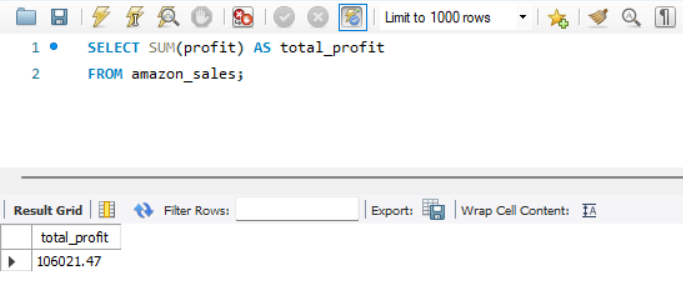 Limit to 1000 rows
1 SELECT SUM(profit) AS total_profit
2 FROM amazon_sales;
Result Grid Filter Rows: Export: Wrap Cell Content: IA
total_profit
106021.47